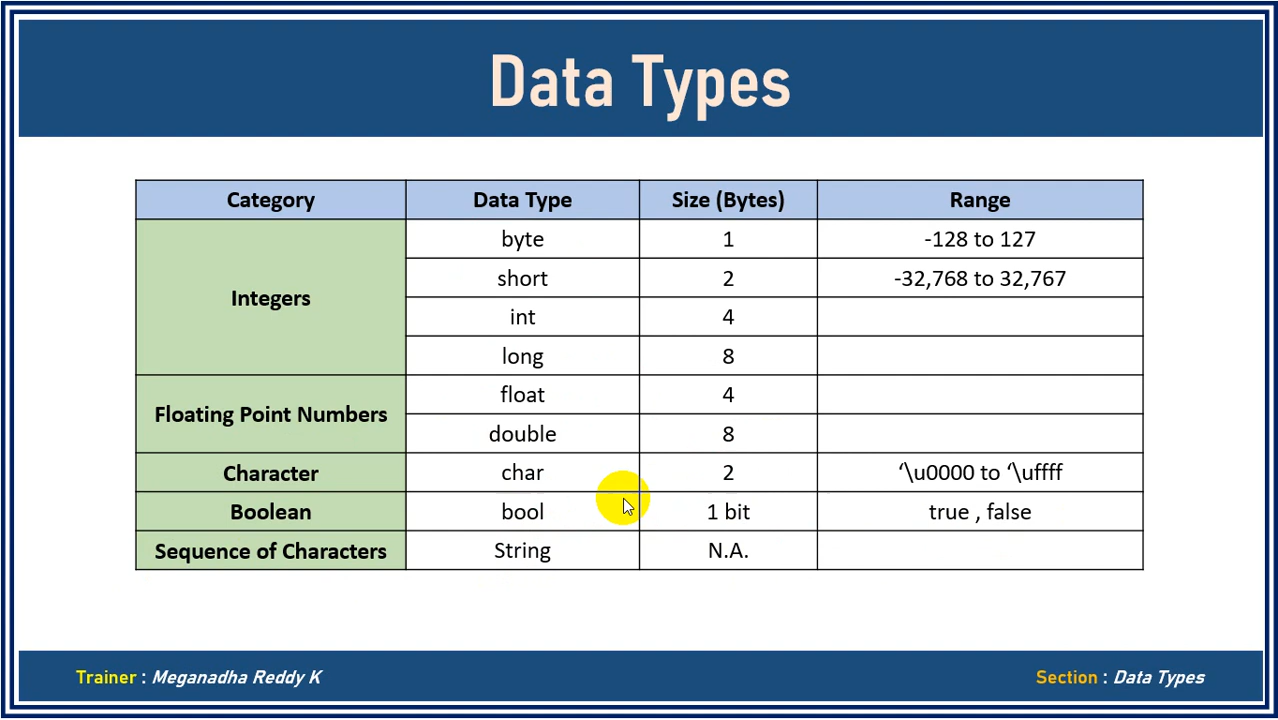 Data Types
Category Data Type Size (Bytes) Range
Integers
byte 1 -128 to 127
short 2 -32,768 to 32,767
int 4
long 8
Floating Point Numbers
float 4
double 8
Character char 2 ‘\u0000 to ‘\uffff
Boolean bool 1 bit true , false
Sequence of Characters String N.A.
Trainer : Meganadha Reddy K
Section : Data Types